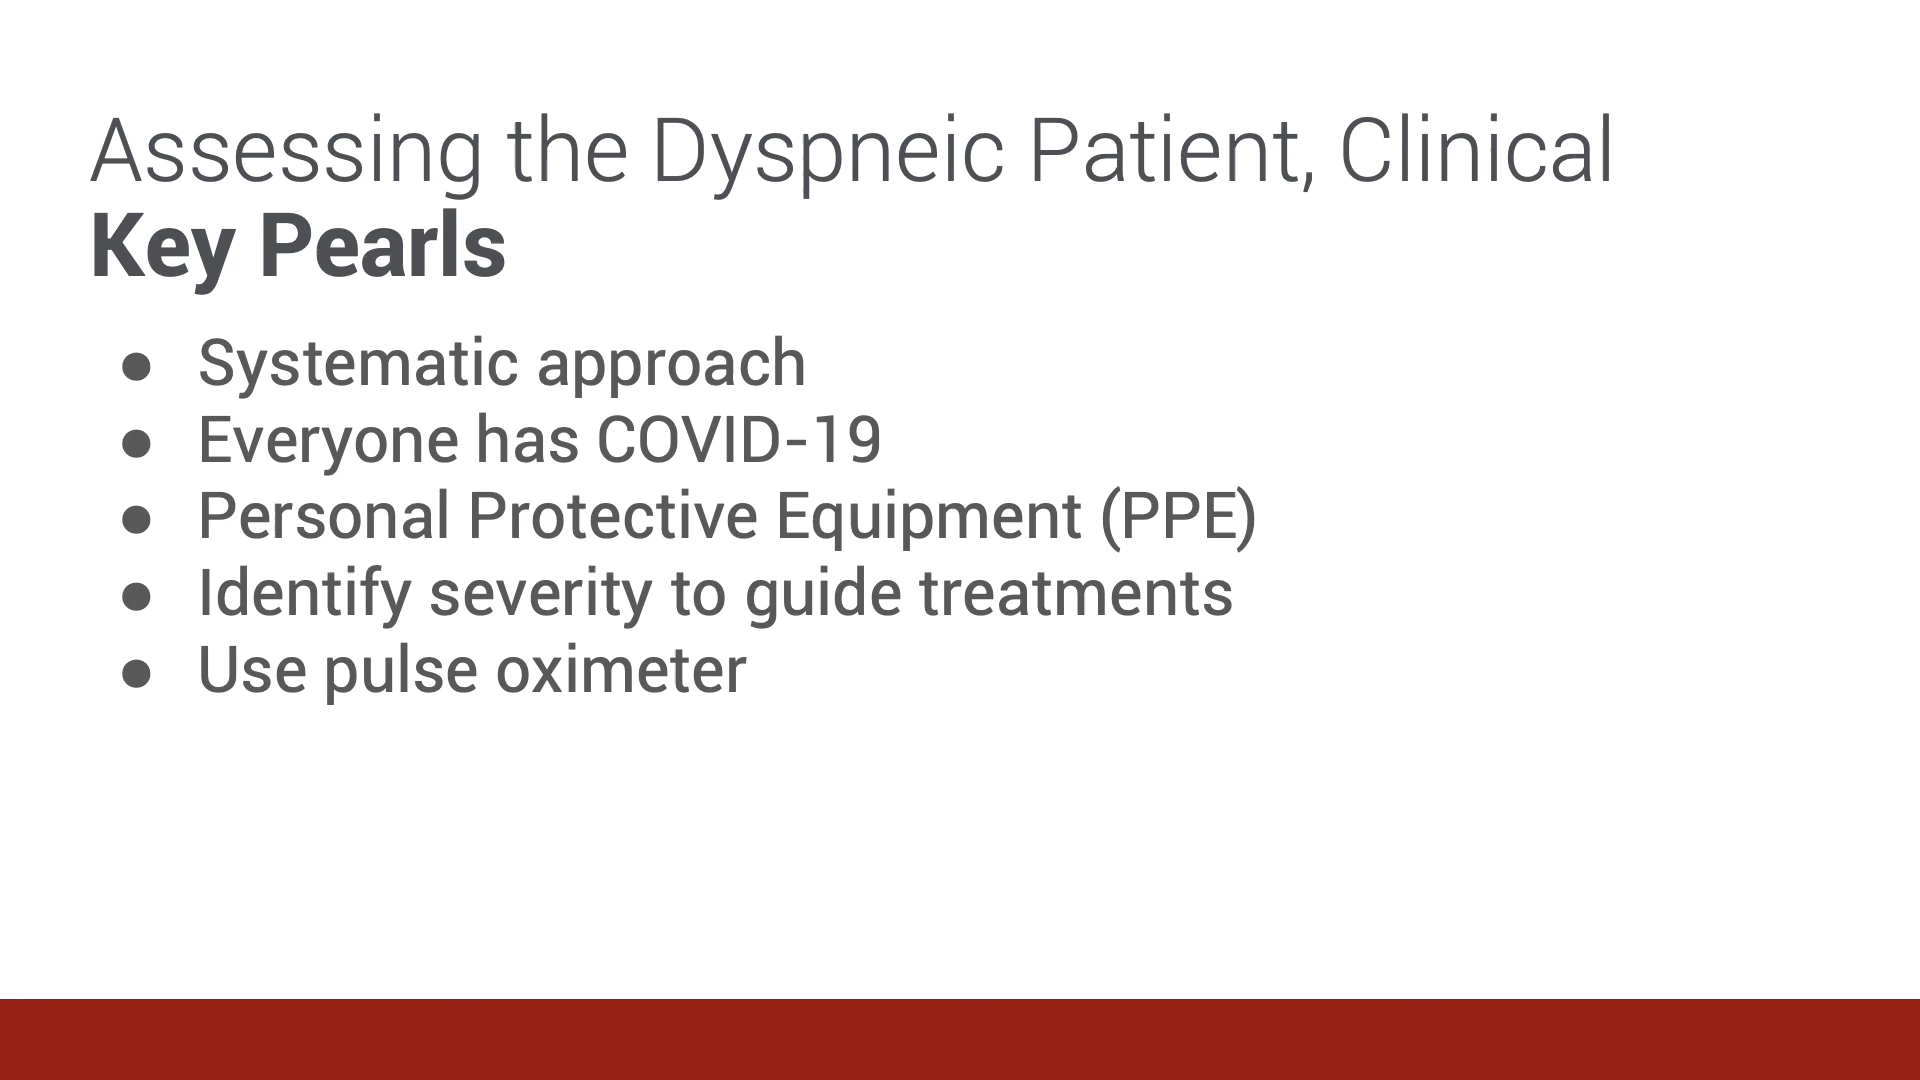 Assessing the Dyspneic Patient, Clinical
Key Pearls
● Systematic approach
● Everyone has COVID-19
● Personal Protective Equipment (PPE)
● Identify severity to guide treatments
● Use pulse oximeter